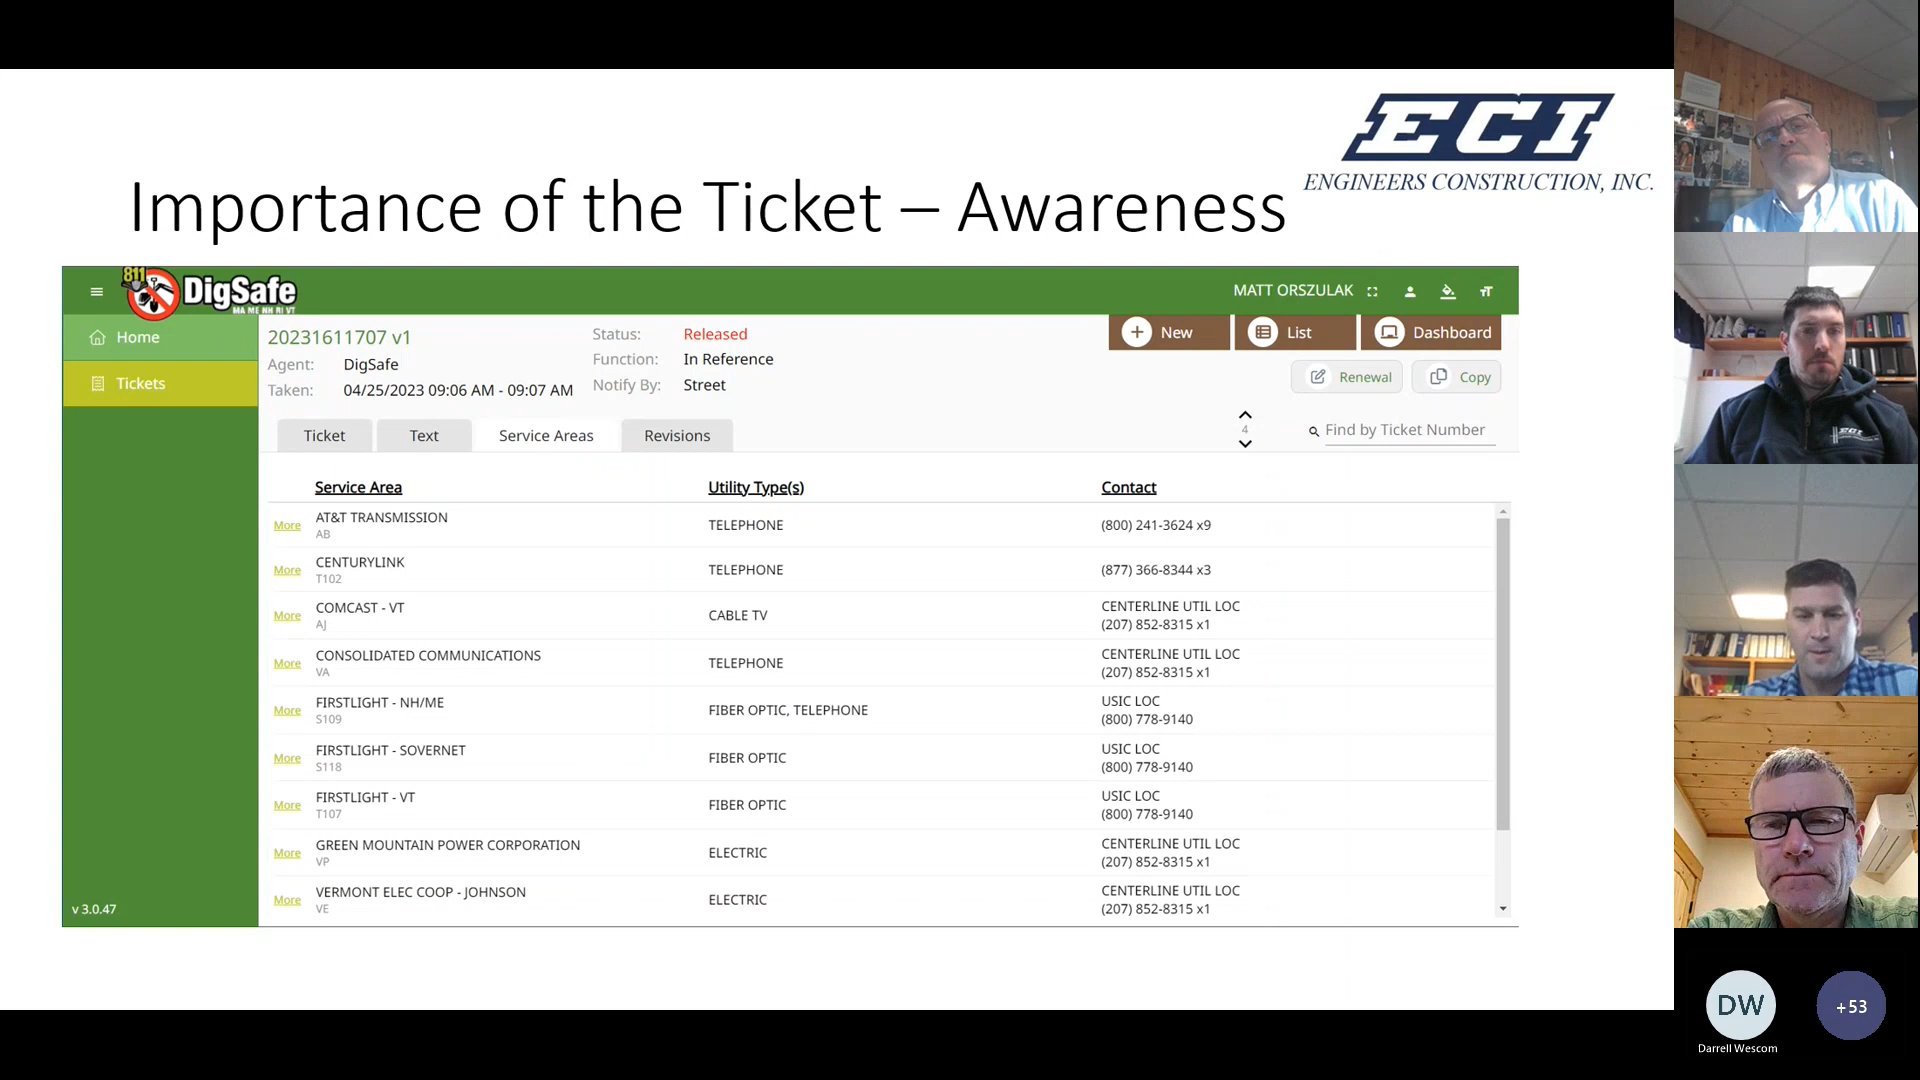 ECI
ENGINEERS CONSTRUCTION, INC.
Importance of the Ticket – Awareness
811
DigSafe
MA ME NH RI VT
MATT ORSZULAK
Home
Tickets
v 3.0.47
20231611707 v1
Agent: DigSafe
Taken: 04/25/2023 09:06 AM - 09:07 AM
Status: Released
Function: In Reference
Notify By: Street
New List Dashboard
Renewal Copy
Ticket Text Service Areas Revisions
4
Find by Ticket Number
Service Area Utility Type(s) Contact
More AT&T TRANSMISSION TELEPHONE (800) 241-3624 x9
AB
More CENTURYLINK TELEPHONE (877) 366-8344 x3
T102
More COMCAST - VT CABLE TV CENTERLINE UTIL LOC
AJ (207) 852-8315 x1
More CONSOLIDATED COMMUNICATIONS TELEPHONE CENTERLINE UTIL LOC
VA (207) 852-8315 x1
More FIRSTLIGHT - NH/ME FIBER OPTIC, TELEPHONE USIC LOC
S109 (800) 778-9140
More FIRSTLIGHT - SOVERNET FIBER OPTIC USIC LOC
S118 (800) 778-9140
More FIRSTLIGHT - VT FIBER OPTIC USIC LOC
T107 (800) 778-9140
More GREEN MOUNTAIN POWER CORPORATION ELECTRIC CENTERLINE UTIL LOC
VP (207) 852-8315 x1
More VERMONT ELEC COOP - JOHNSON ELECTRIC CENTERLINE UTIL LOC
VE (207) 852-8315 x1
ECI
DW
Darrell Wescom
+53